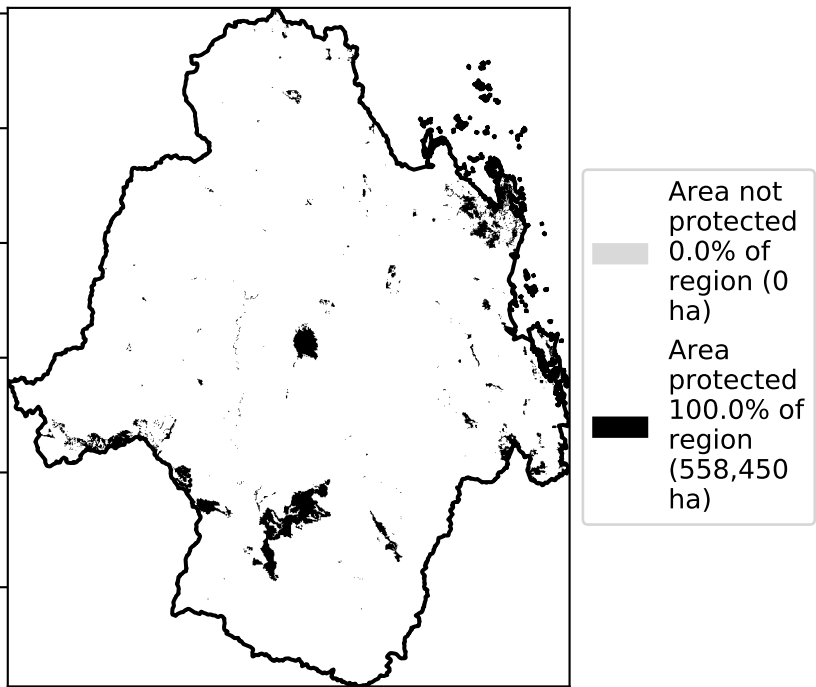 Area not
protected
0.0% of
region (0
ha)
Area
protected
100.0% of
region
(558,450
ha)